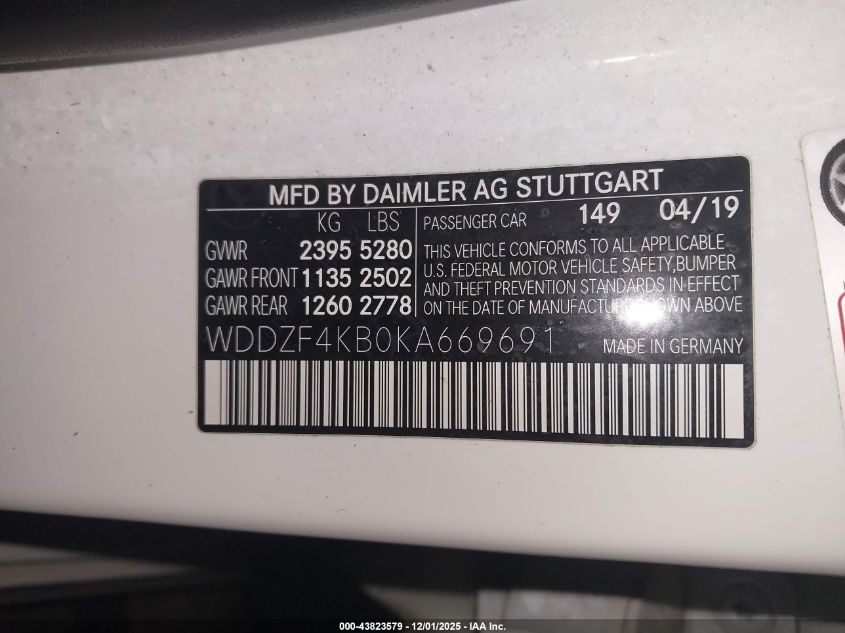 MFD BY DAIMLER AG STUTTGART
KG LBS
GVWR 2395 5280
GAWR FRONT 1135 2502
GAWR REAR 1260 2778
PASSENGER CAR 149 04/19
THIS VEHICLE CONFORMS TO ALL APPLICABLE
U.S. FEDERAL MOTOR VEHICLE SAFETY,BUMPER
AND THEFT PREVENTION STANDARDS IN EFFECT
ON THE DATE OF MANUFACTURE SHOWN ABOVE
WDDZF4KB0KA669691 MADE IN GERMANY
000-43823579 - 12/01/2025 - IAA Inc.